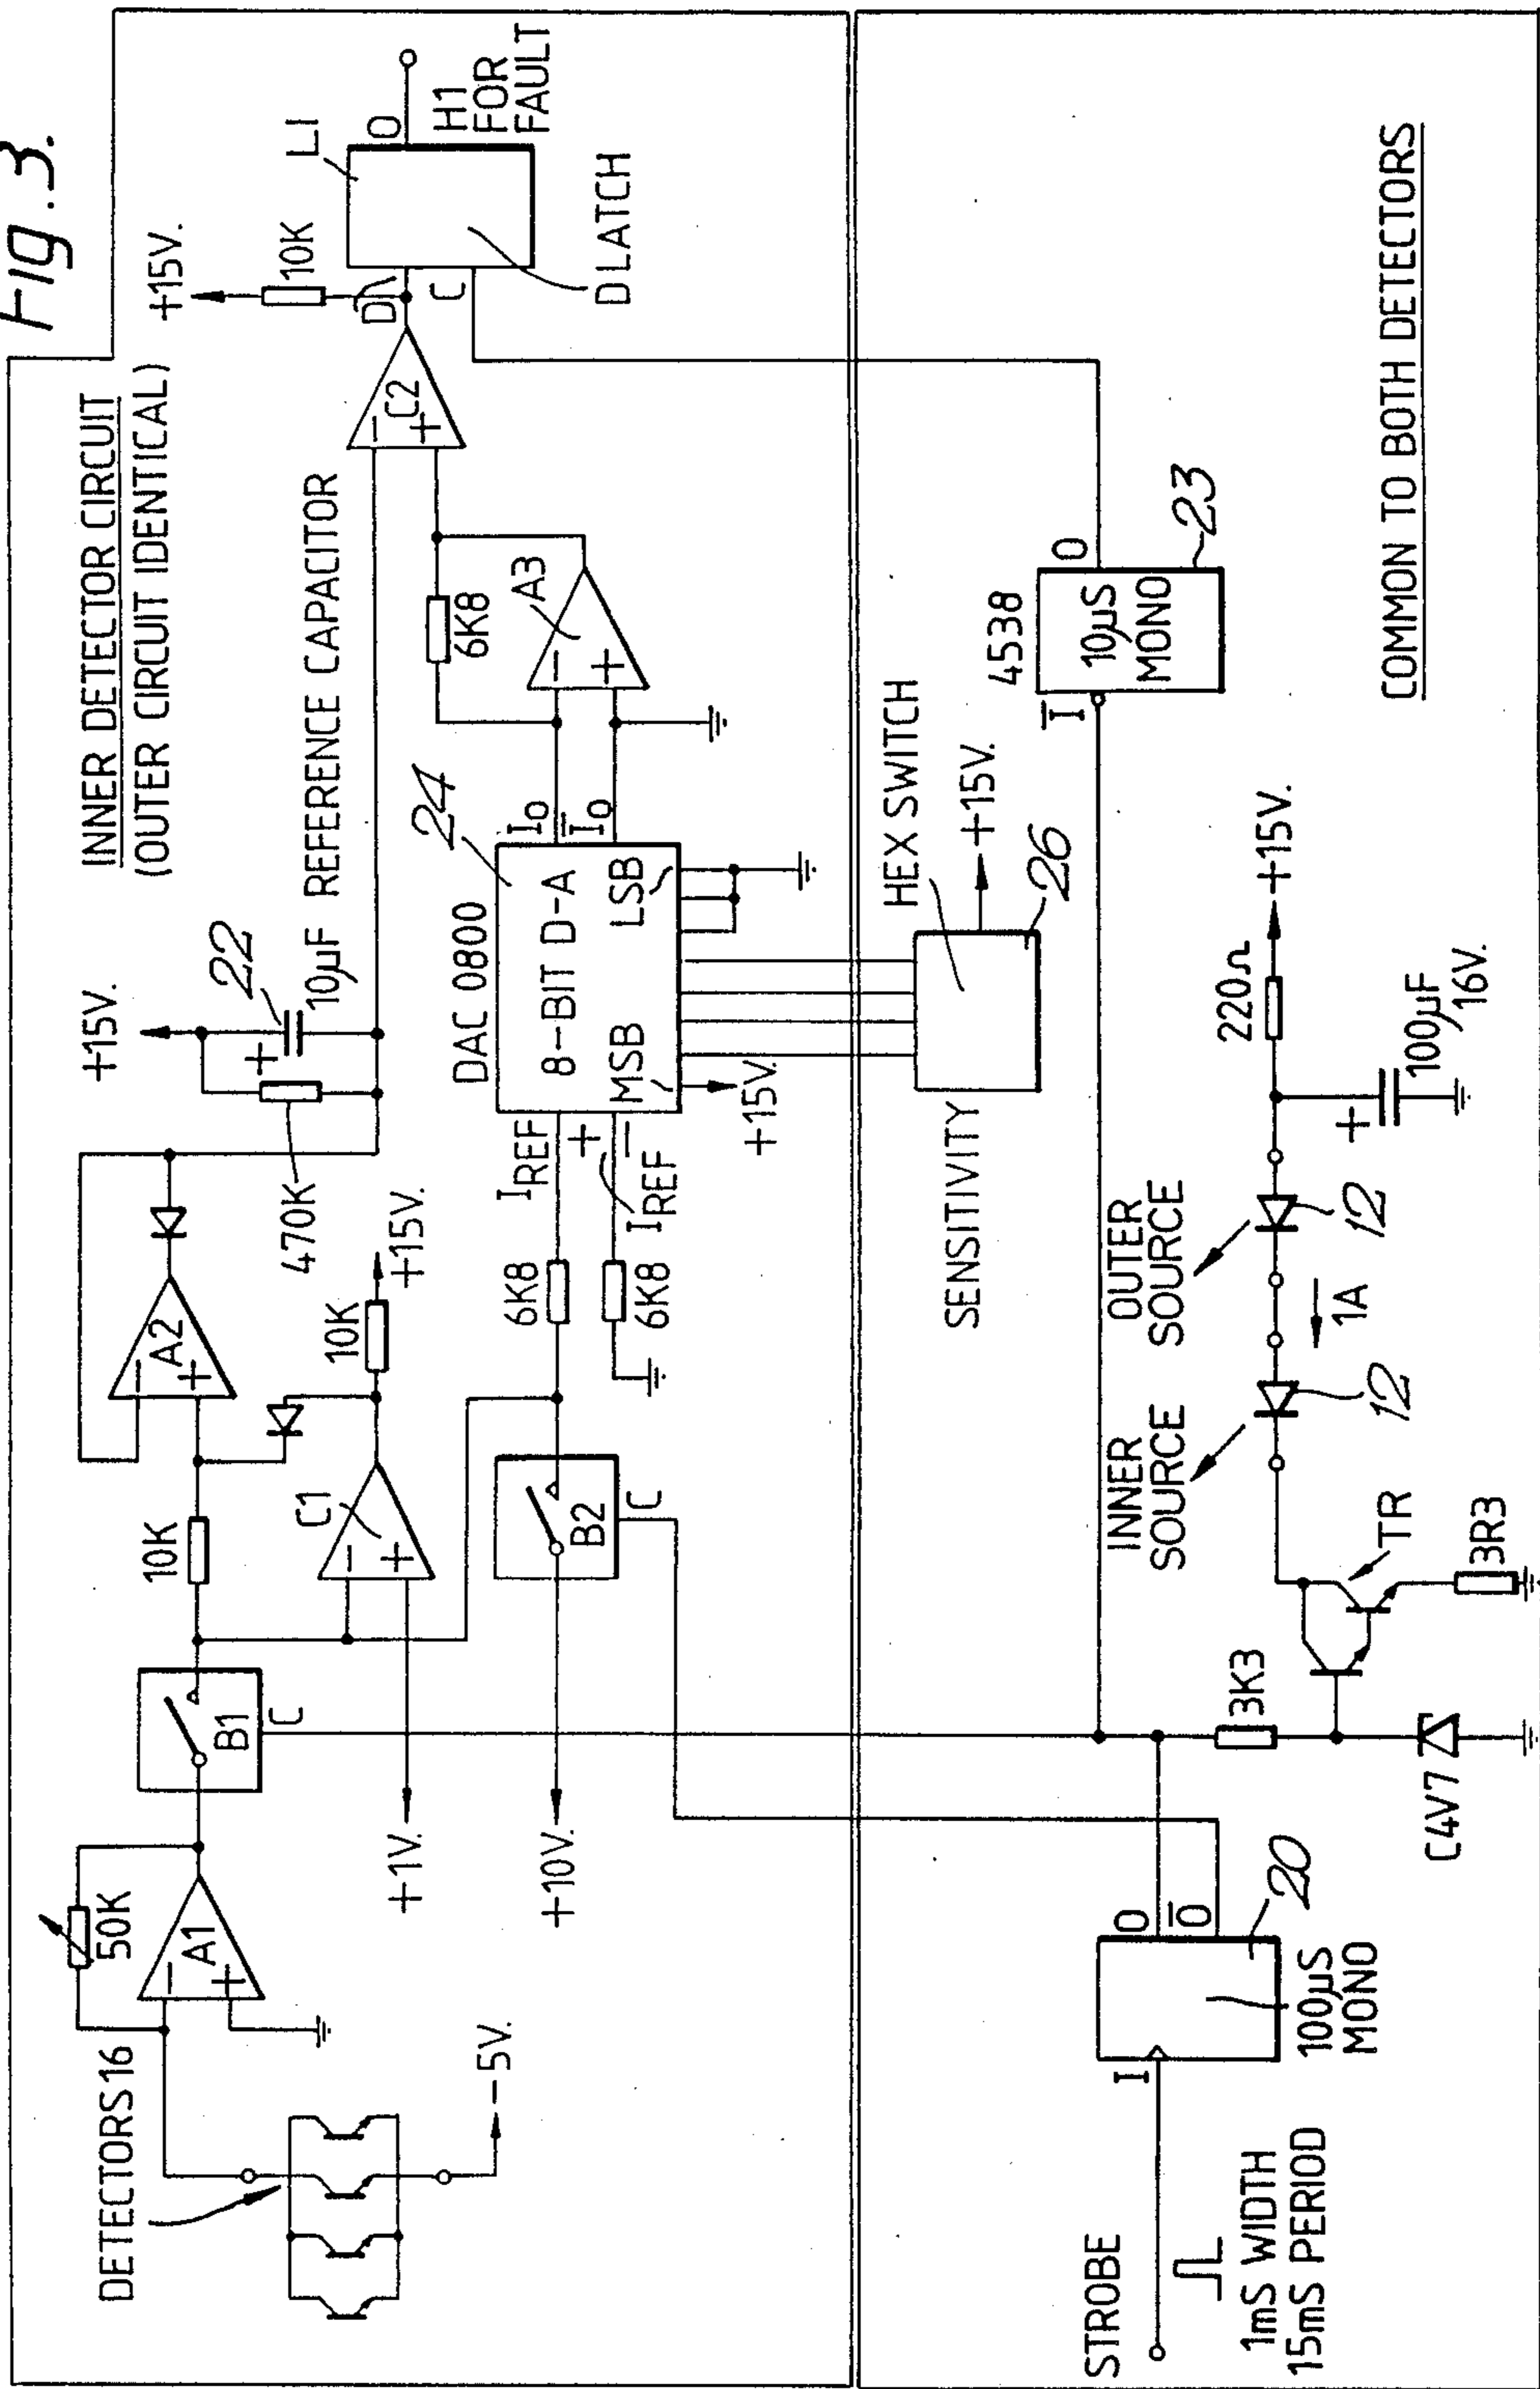 Fig. 3.
INNER DETECTOR CIRCUIT
(OUTER CIRCUIT IDENTICAL)
DETECTORS 16
-5V.
50K
A1
-
+
B1
C
+1V.
+10V.
10K
C1
-
+
A2
-
+
10K
+15V.
B2
C
470K
+15V.
+
22
10µF REFERENCE CAPACITOR
6K8
6K8
IREF
+
-
IREF
DAC 0800
24
8-BIT D-A
MSB
LSB
+15V.
I0
I0
6K8
A3
-
+
C2
-
+
+15V.
10K
D
C
L1
O
H1
FOR
FAULT
D LATCH
SENSITIVITY
HEX SWITCH
+15V.
26
STROBE
1mS WIDTH
15mS PERIOD
I
O
O
20
100µS
MONO
3K3
C4V7
TR
3R3
INNER
SOURCE
12
1A
OUTER
SOURCE
12
220Ω
+15V.
+
100µF
16V.
4538
I
10µS
MONO
O
23
COMMON TO BOTH DETECTORS